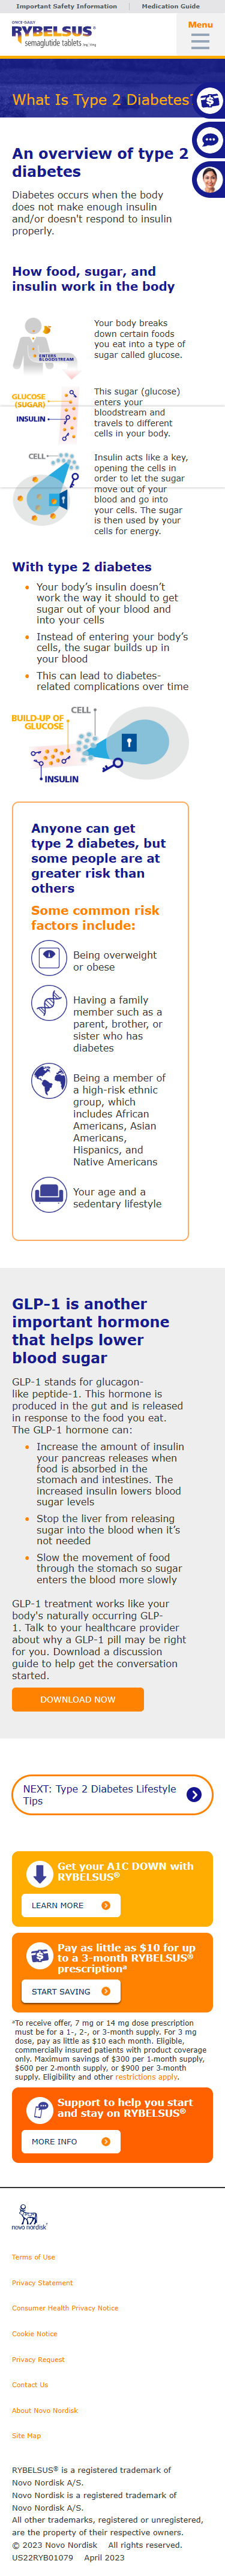 Important Safety Information | Medication Guide
ONCE-DAILY
RYBELSUS®
semaglutide tablets
Menu
What Is Type 2 Diabetes?
An overview of type 2
diabetes
Diabetes occurs when the body
does not make enough insulin
and/or doesn't respond to insulin
properly.
How food, sugar, and
insulin work in the body
ENTERS
BLOODSTREAM
Your body breaks
down certain foods
you eat into a type of
sugar called glucose.
GLUCOSE
(SUGAR)
INSULIN
This sugar (glucose)
enters your
bloodstream and
travels to different
cells in your body.
CELL
Insulin acts like a key,
opening the cells in
order to let the sugar
move out of your
blood and go into
your cells. The sugar
is then used by your
cells for energy.
With type 2 diabetes
• Your body’s insulin doesn’t
work the way it should to get
sugar out of your blood and
into your cells
• Instead of entering your body’s
cells, the sugar builds up in
your blood
• This can lead to diabetes-
related complications over time
CELL
BUILD-UP OF
GLUCOSE
INSULIN
Anyone can get
type 2 diabetes, but
some people are at
greater risk than
others
Some common risk
factors include:
Being overweight
or obese
Having a family
member such as a
parent, brother, or
sister who has
diabetes
Being a member of
a high-risk ethnic
group, which
includes African
Americans, Asian
Americans,
Hispanics, and
Native Americans
Your age and a
sedentary lifestyle
GLP-1 is another
important hormone
that helps lower
blood sugar
GLP-1 stands for glucagon-
like peptide-1. This hormone is
produced in the gut and is released
in response to the food you eat.
The GLP-1 hormone can:
• Increase the amount of insulin
your pancreas releases when
food is absorbed in the
stomach and intestines. The
increased insulin lowers blood
sugar levels
• Stop the liver from releasing
sugar into the blood when it’s
not needed
• Slow the movement of food
through the stomach so sugar
enters the blood more slowly
GLP-1 treatment works like your
body's naturally occurring GLP-
1. Talk to your healthcare provider
about why a GLP-1 pill may be right
for you. Download a discussion
guide to help get the conversation
started.
DOWNLOAD NOW
NEXT: Type 2 Diabetes Lifestyle
Tips
Get your A1C DOWN with
RYBELSUS®
LEARN MORE
Pay as little as $10 for up
to a 3-month RYBELSUS®
prescriptionᵃ
START SAVING
ᵃTo receive offer, 7 mg or 14 mg dose prescription
must be for a 1-, 2-, or 3-month supply. For 3 mg
dose, pay as little as $10 each month. Eligible,
commercially insured patients with product coverage
only. Maximum savings of $300 per 1-month supply,
$600 per 2-month supply, or $900 per 3-month
supply. Eligibility and other restrictions apply.
Support to help you start
and stay on RYBELSUS®
MORE INFO
novo nordisk®
Terms of Use
Privacy Statement
Consumer Health Privacy Notice
Cookie Notice
Privacy Request
Contact Us
About Novo Nordisk
Site Map
RYBELSUS® is a registered trademark of
Novo Nordisk A/S.
Novo Nordisk is a registered trademark of
Novo Nordisk A/S.
All other trademarks, registered or unregistered,
are the property of their respective owners.
© 2023 Novo Nordisk All rights reserved.
US22RYB01079 April 2023